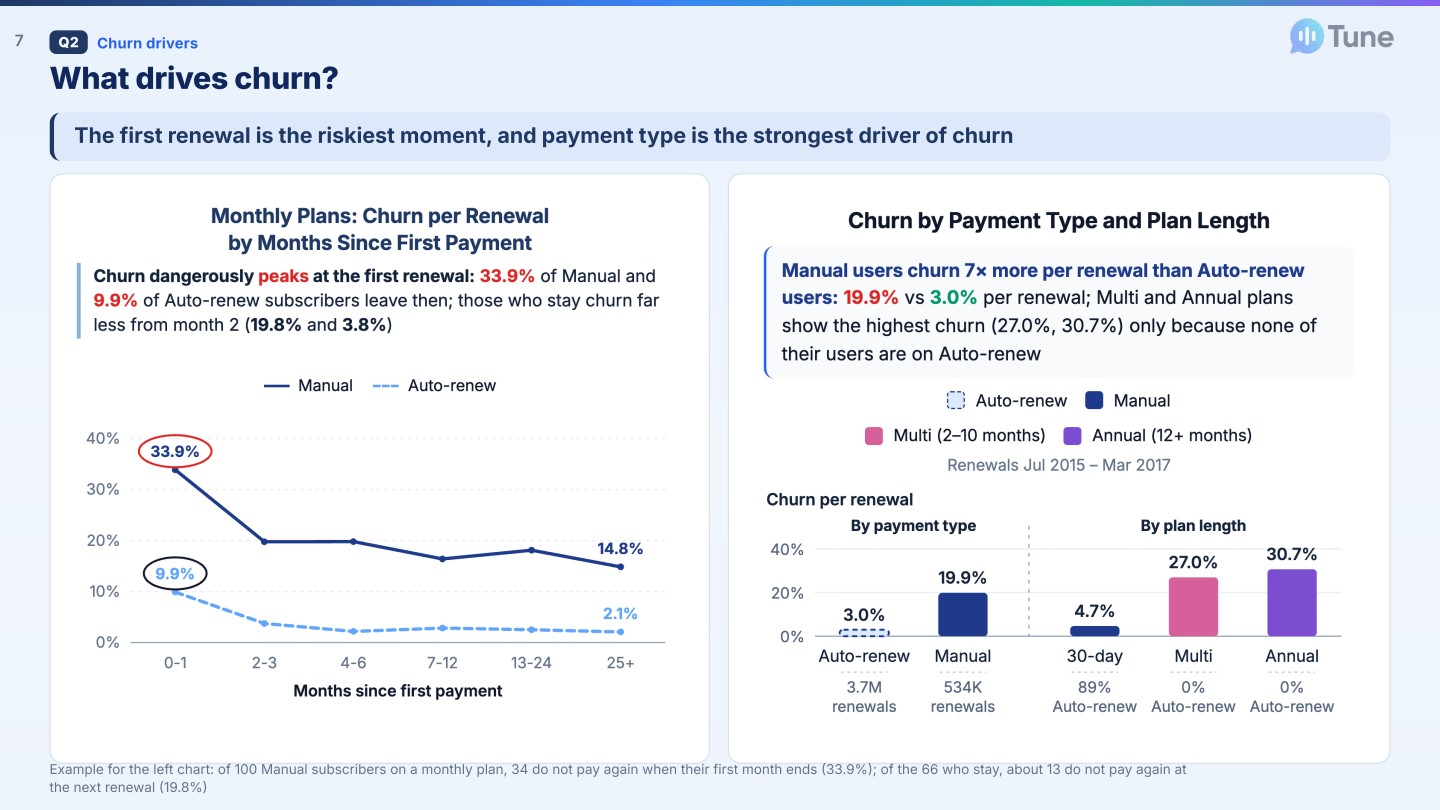 7
Q2 Churn drivers
Tune
What drives churn?
The first renewal is the riskiest moment, and payment type is the strongest driver of churn
Monthly Plans: Churn per Renewal
by Months Since First Payment
Churn dangerously peaks at the first renewal: 33.9% of Manual and
9.9% of Auto-renew subscribers leave then; those who stay churn far
less from month 2 (19.8% and 3.8%)
Manual Auto-renew
40%
33.9%
30%
20%
14.8%
9.9%
10%
2.1%
0%
0-1 2-3 4-6 7-12 13-24 25+
Months since first payment
Churn by Payment Type and Plan Length
Manual users churn 7× more per renewal than Auto-renew
users: 19.9% vs 3.0% per renewal; Multi and Annual plans
show the highest churn (27.0%, 30.7%) only because none of
their users are on Auto-renew
Auto-renew Manual
Multi (2–10 months) Annual (12+ months)
Renewals Jul 2015 – Mar 2017
Churn per renewal
By payment type By plan length
40% 30.7%
27.0%
19.9%
20%
3.0% 4.7%
0%
Auto-renew Manual 30-day Multi Annual
3.7M 534K 89% 0% 0%
renewals renewals Auto-renew Auto-renew Auto-renew
Example for the left chart: of 100 Manual subscribers on a monthly plan, 34 do not pay again when their first month ends (33.9%); of the 66 who stay, about 13 do not pay again at
the next renewal (19.8%)